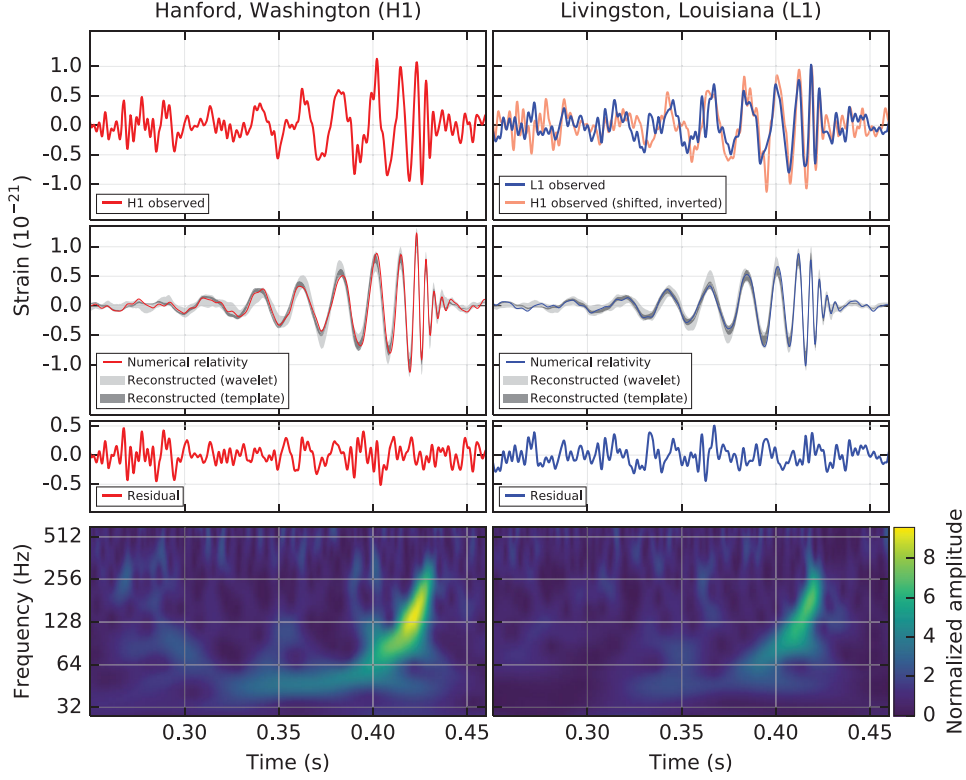 Hanford, Washington (H1)
Livingston, Louisiana (L1)
Strain (10⁻²¹)
1.0
0.5
0.0
-0.5
-1.0
H1 observed
L1 observed
H1 observed (shifted, inverted)
1.0
0.5
0.0
-0.5
-1.0
Numerical relativity
Reconstructed (wavelet)
Reconstructed (template)
Numerical relativity
Reconstructed (wavelet)
Reconstructed (template)
0.5
0.0
-0.5
Residual
Residual
Frequency (Hz)
512
256
128
64
32
Normalized amplitude
8
6
4
2
0
0.30 0.35 0.40 0.45
0.30 0.35 0.40 0.45
Time (s)
Time (s)